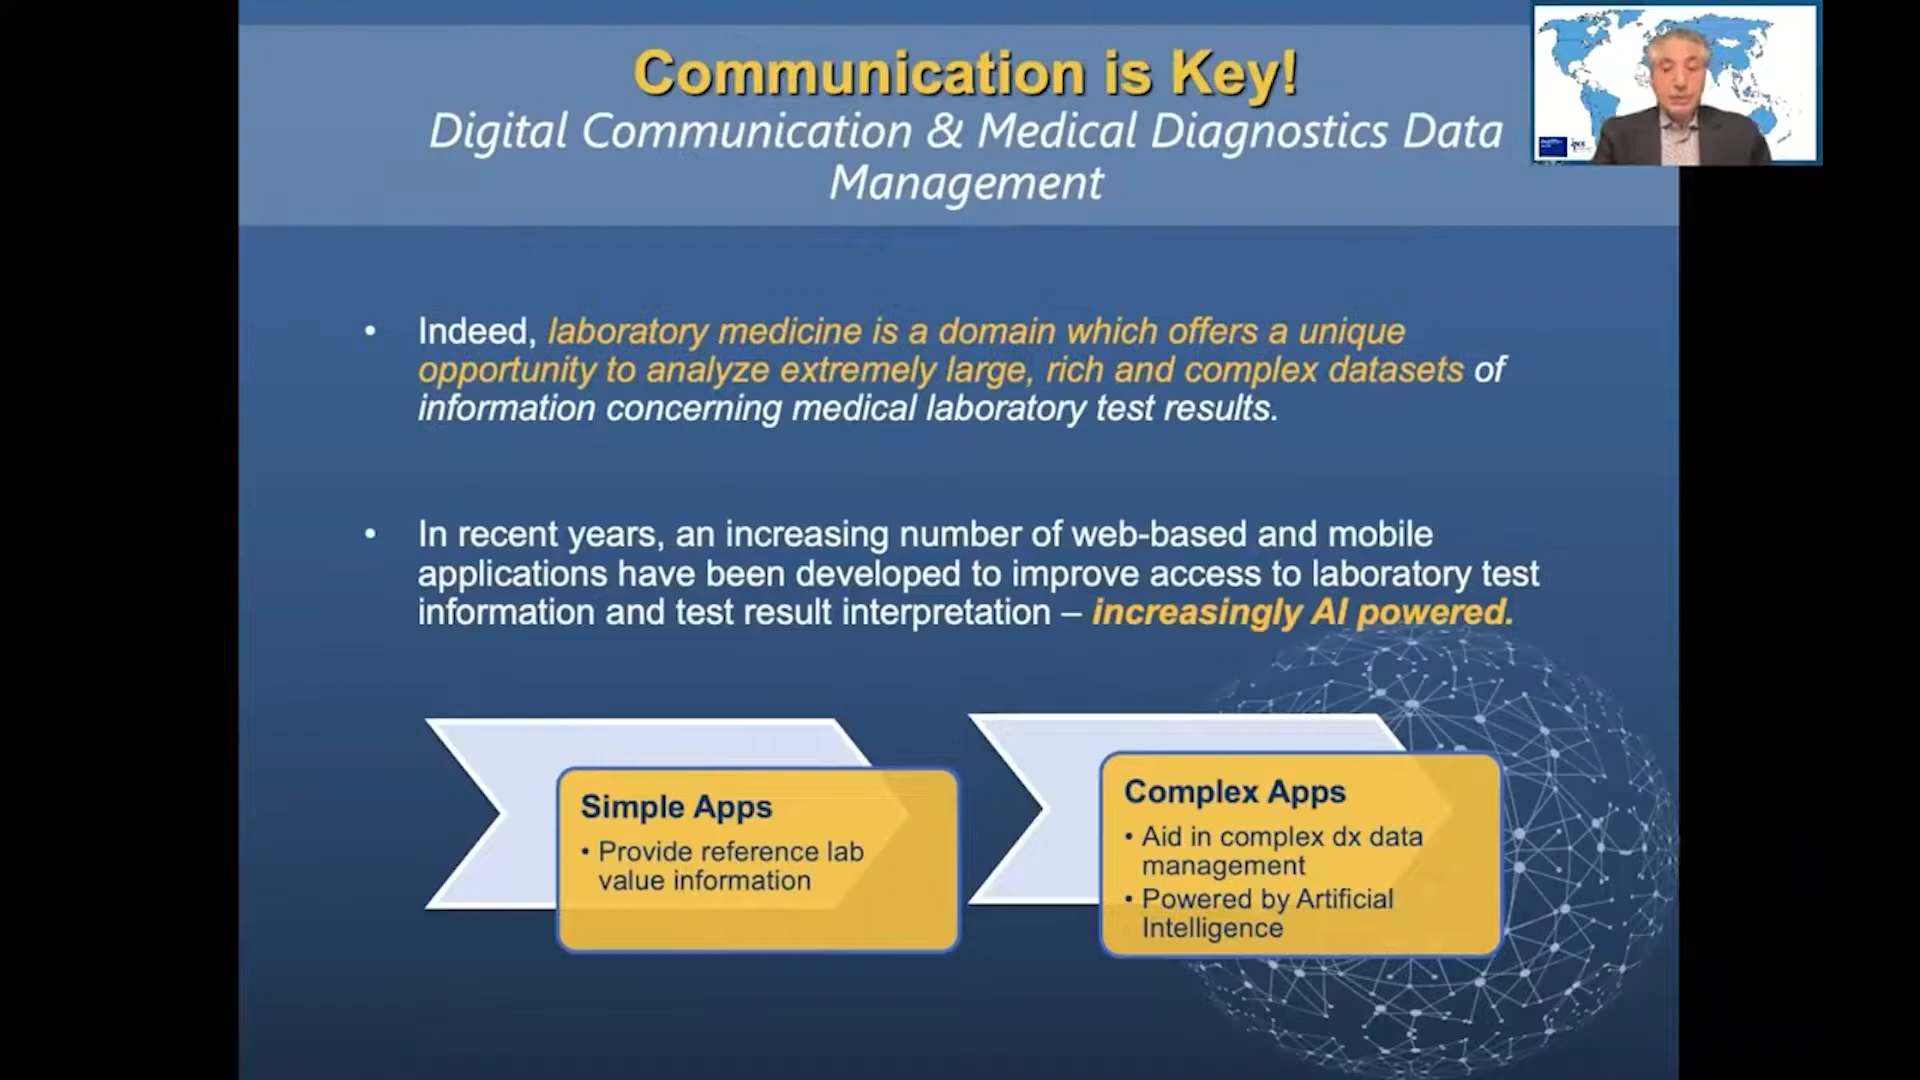 Communication is Key!
Digital Communication & Medical Diagnostics Data
Management
• Indeed, laboratory medicine is a domain which offers a unique
opportunity to analyze extremely large, rich and complex datasets of
information concerning medical laboratory test results.
• In recent years, an increasing number of web-based and mobile
applications have been developed to improve access to laboratory test
information and test result interpretation – increasingly AI powered.
Simple Apps
• Provide reference lab
value information
Complex Apps
• Aid in complex dx data
management
• Powered by Artificial
Intelligence